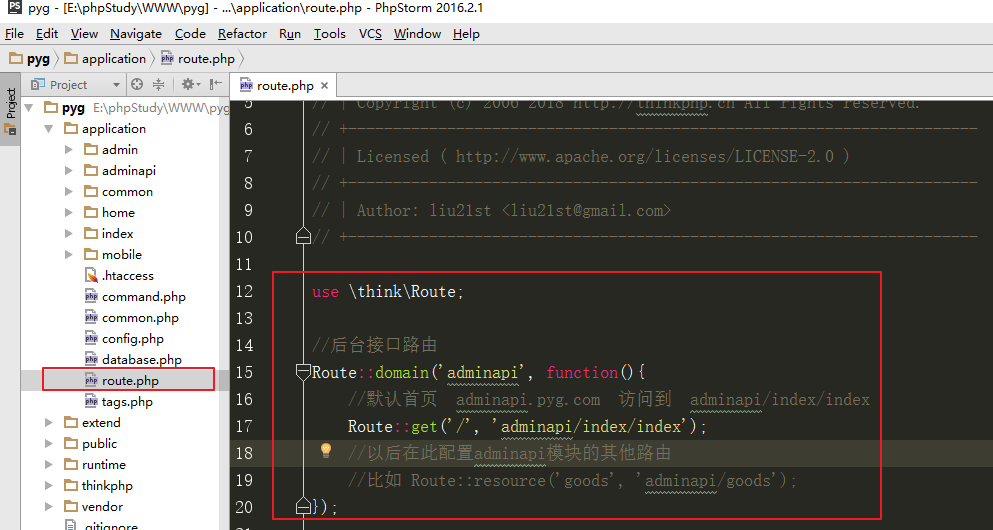 pyg - [E:\phpStudy\WWW\pyg] - ...\application\route.php - PhpStorm 2016.2.1
File Edit View Navigate Code Refactor Run Tools VCS Window Help
pyg application route.php
Project
Project
route.php
pyg E:\phpStudy\WWW\pyg
application
admin
adminapi
common
home
index
mobile
.htaccess
command.php
common.php
config.php
database.php
route.php
tags.php
extend
public
runtime
thinkphp
vendor
.gitignore
5 // | Copyright (c) 2006~2018 http://thinkphp.cn All rights reserved.
6 // +----------------------------------------------------------------------
7 // | Licensed ( http://www.apache.org/licenses/LICENSE-2.0 )
8 // +----------------------------------------------------------------------
9 // | Author: liu21st <liu21st@gmail.com>
10 // +----------------------------------------------------------------------
11
12 use \think\Route;
13
14 //后台接口路由
15 Route::domain('adminapi', function(){
16 //默认首页 adminapi.pyg.com 访问到 adminapi/index/index
17 Route::get('/', 'adminapi/index/index');
18 //以后在此配置adminapi模块的其他路由
19 //比如 Route::resource('goods', 'adminapi/goods');
20 });